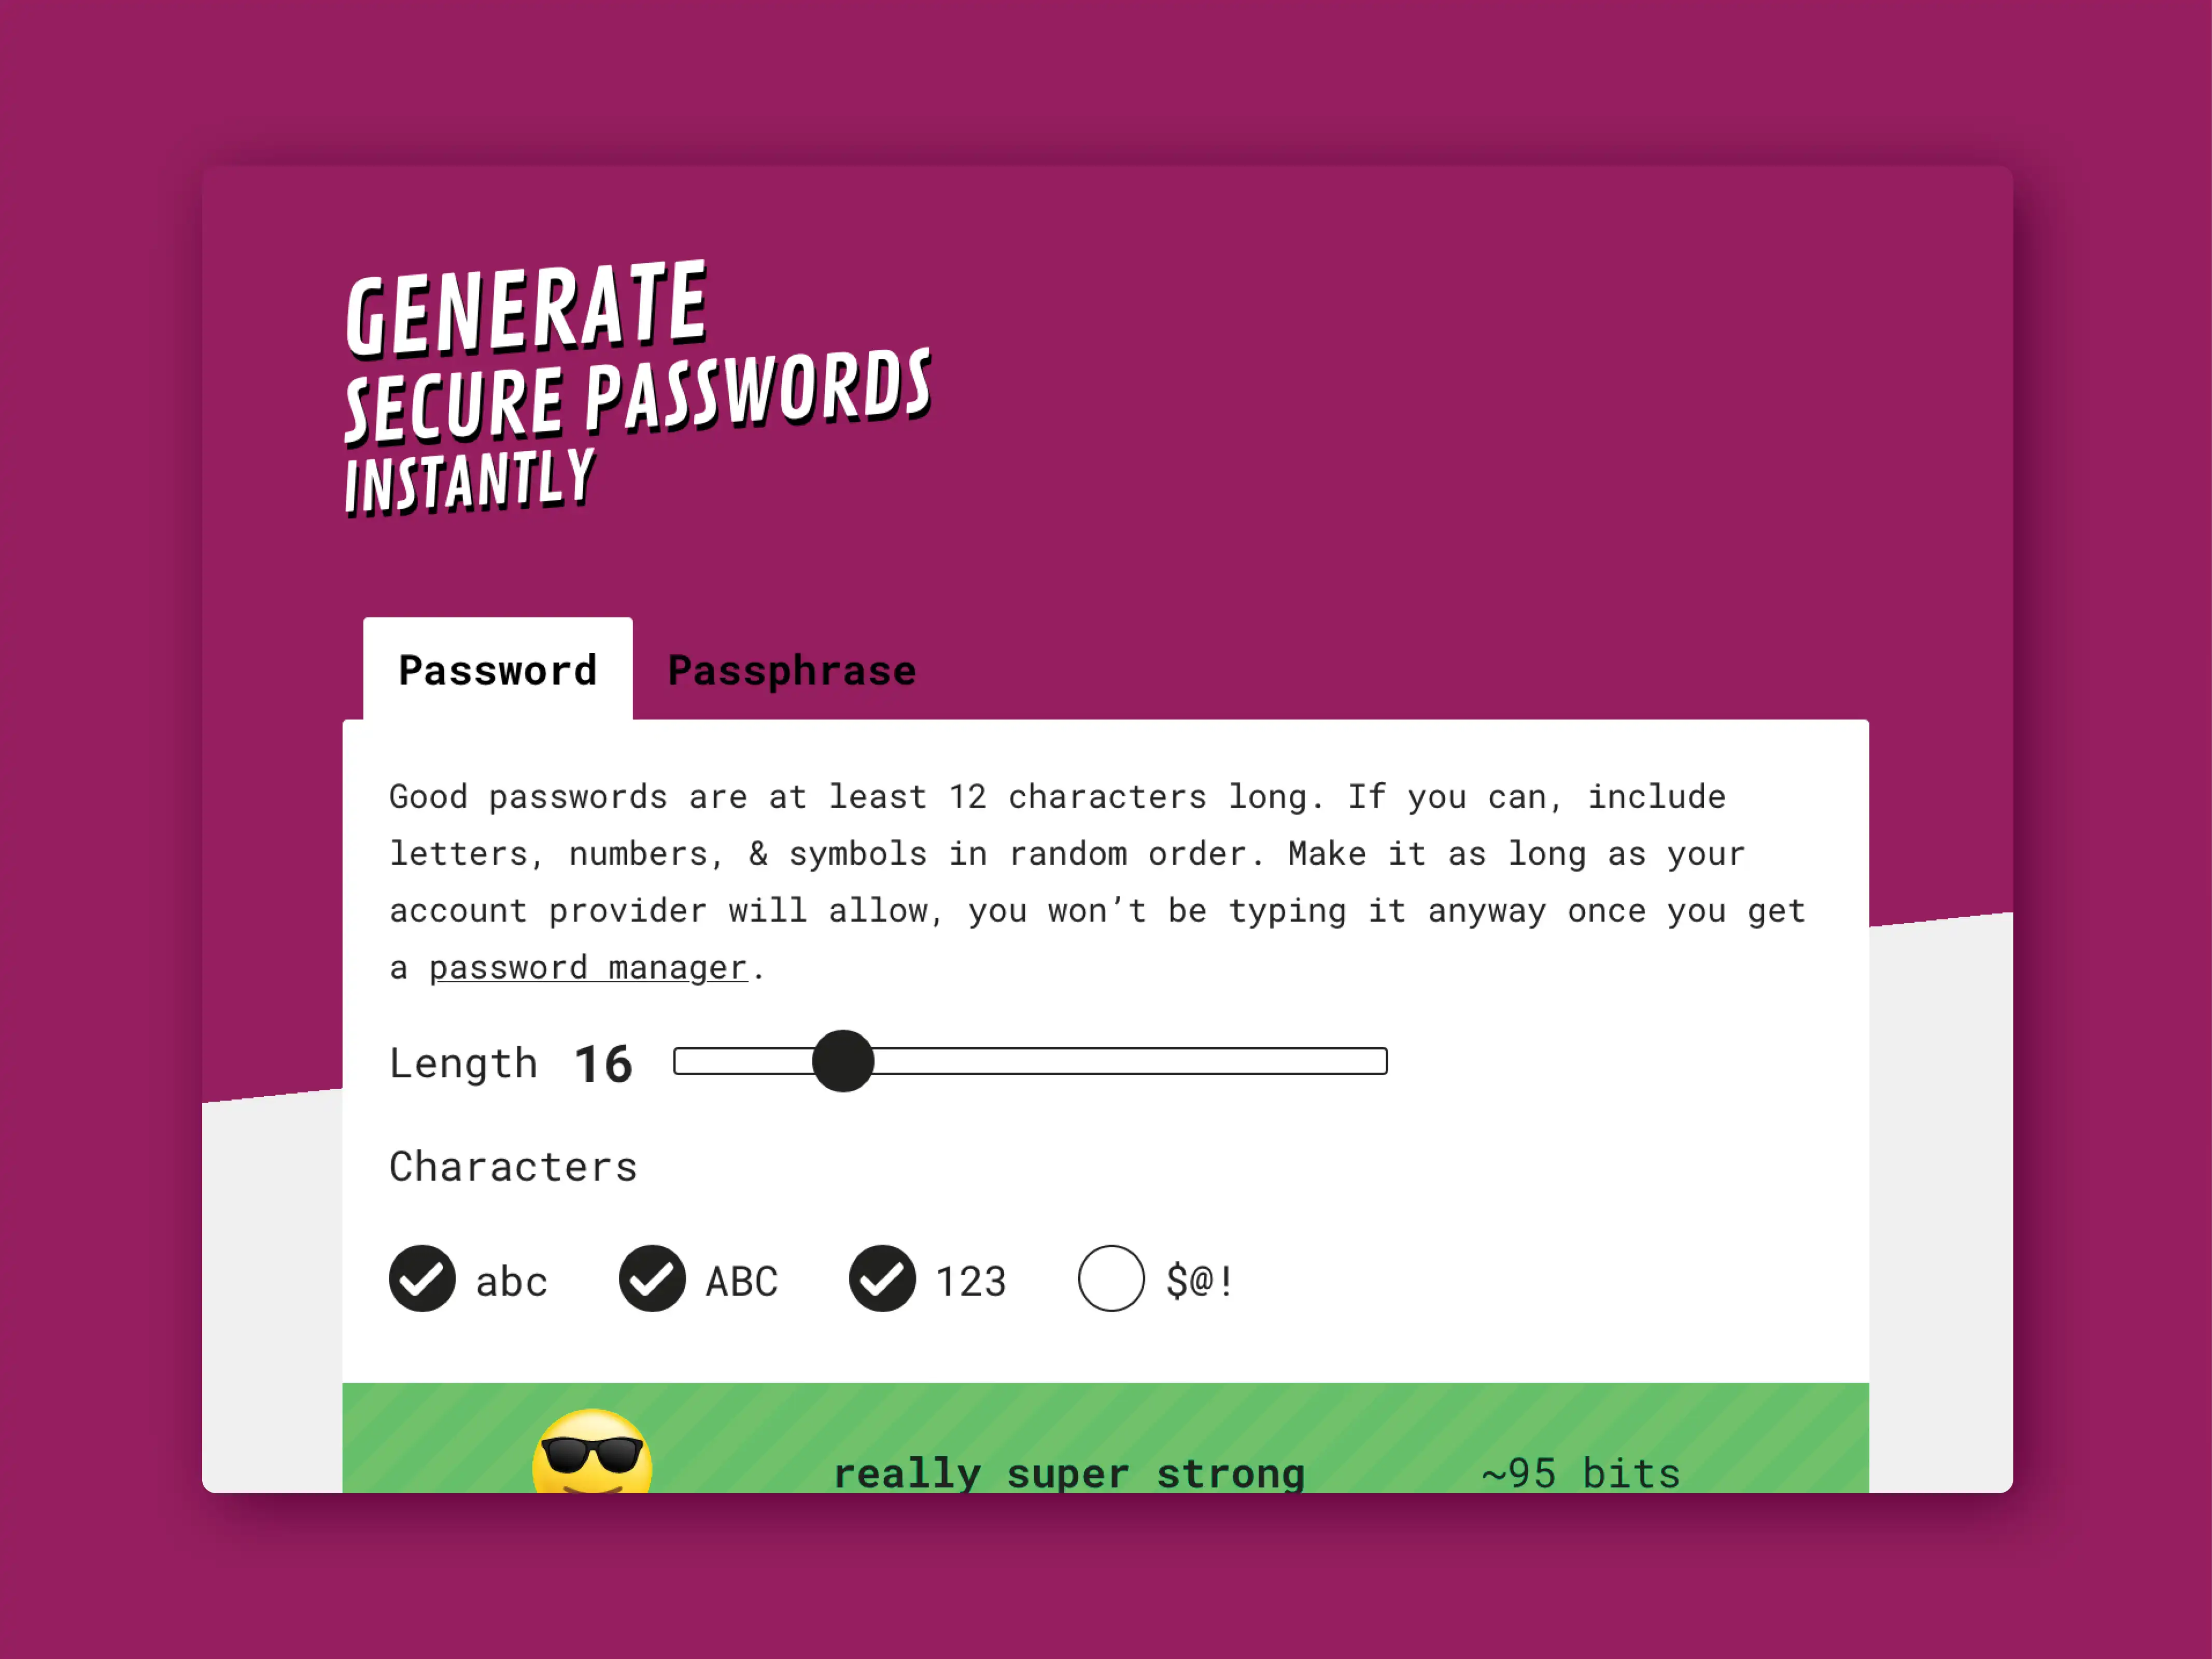 GENERATE
SECURE PASSWORDS
INSTANTLY
Password Passphrase
Good passwords are at least 12 characters long. If you can, include
letters, numbers, & symbols in random order. Make it as long as your
account provider will allow, you won’t be typing it anyway once you get
a password manager.
Length 16
Characters
abc ABC 123 $@!
really super strong ~95 bits